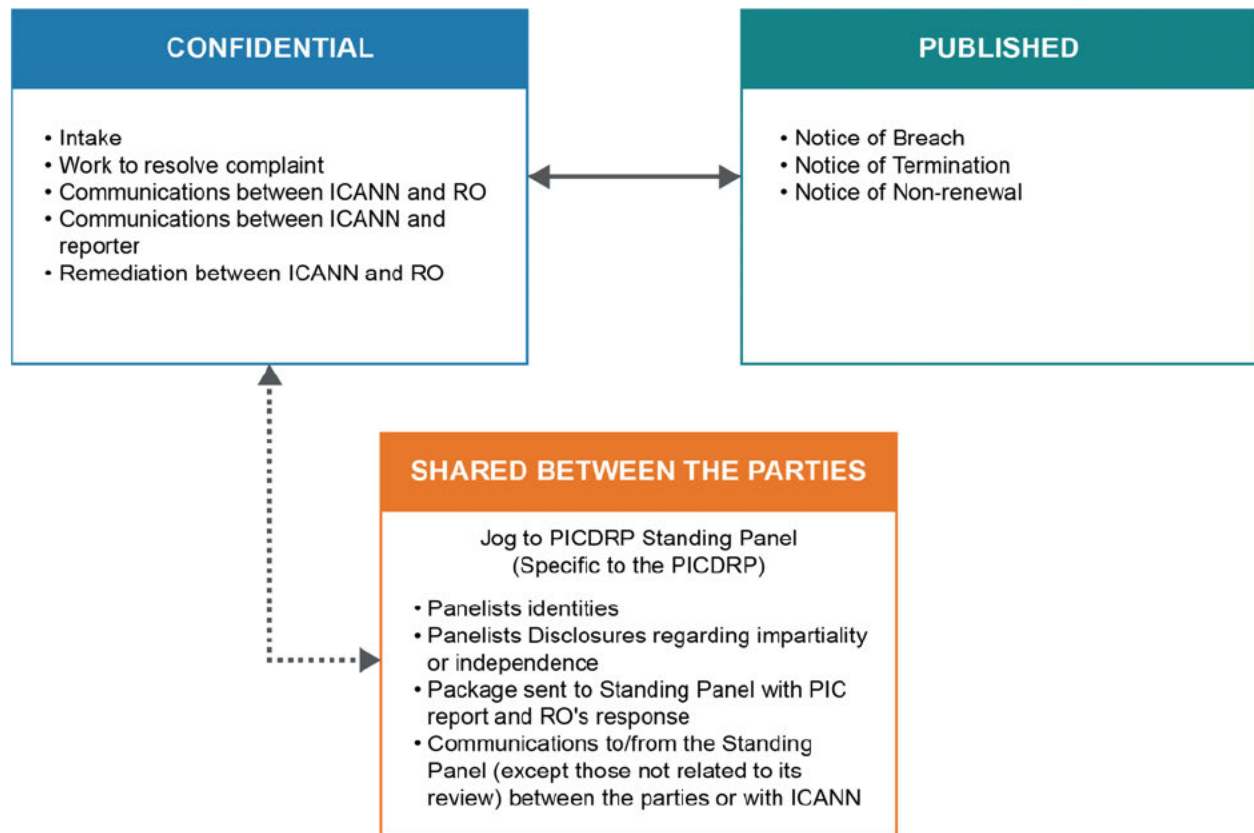 CONFIDENTIAL
• Intake
• Work to resolve complaint
• Communications between ICANN and RO
• Communications between ICANN and
reporter
• Remediation between ICANN and RO
PUBLISHED
• Notice of Breach
• Notice of Termination
• Notice of Non-renewal
SHARED BETWEEN THE PARTIES
Jog to PICDRP Standing Panel
(Specific to the PICDRP)
• Panelists identities
• Panelists Disclosures regarding impartiality
or independence
• Package sent to Standing Panel with PIC
report and RO's response
• Communications to/from the Standing
Panel (except those not related to its
review) between the parties or with ICANN